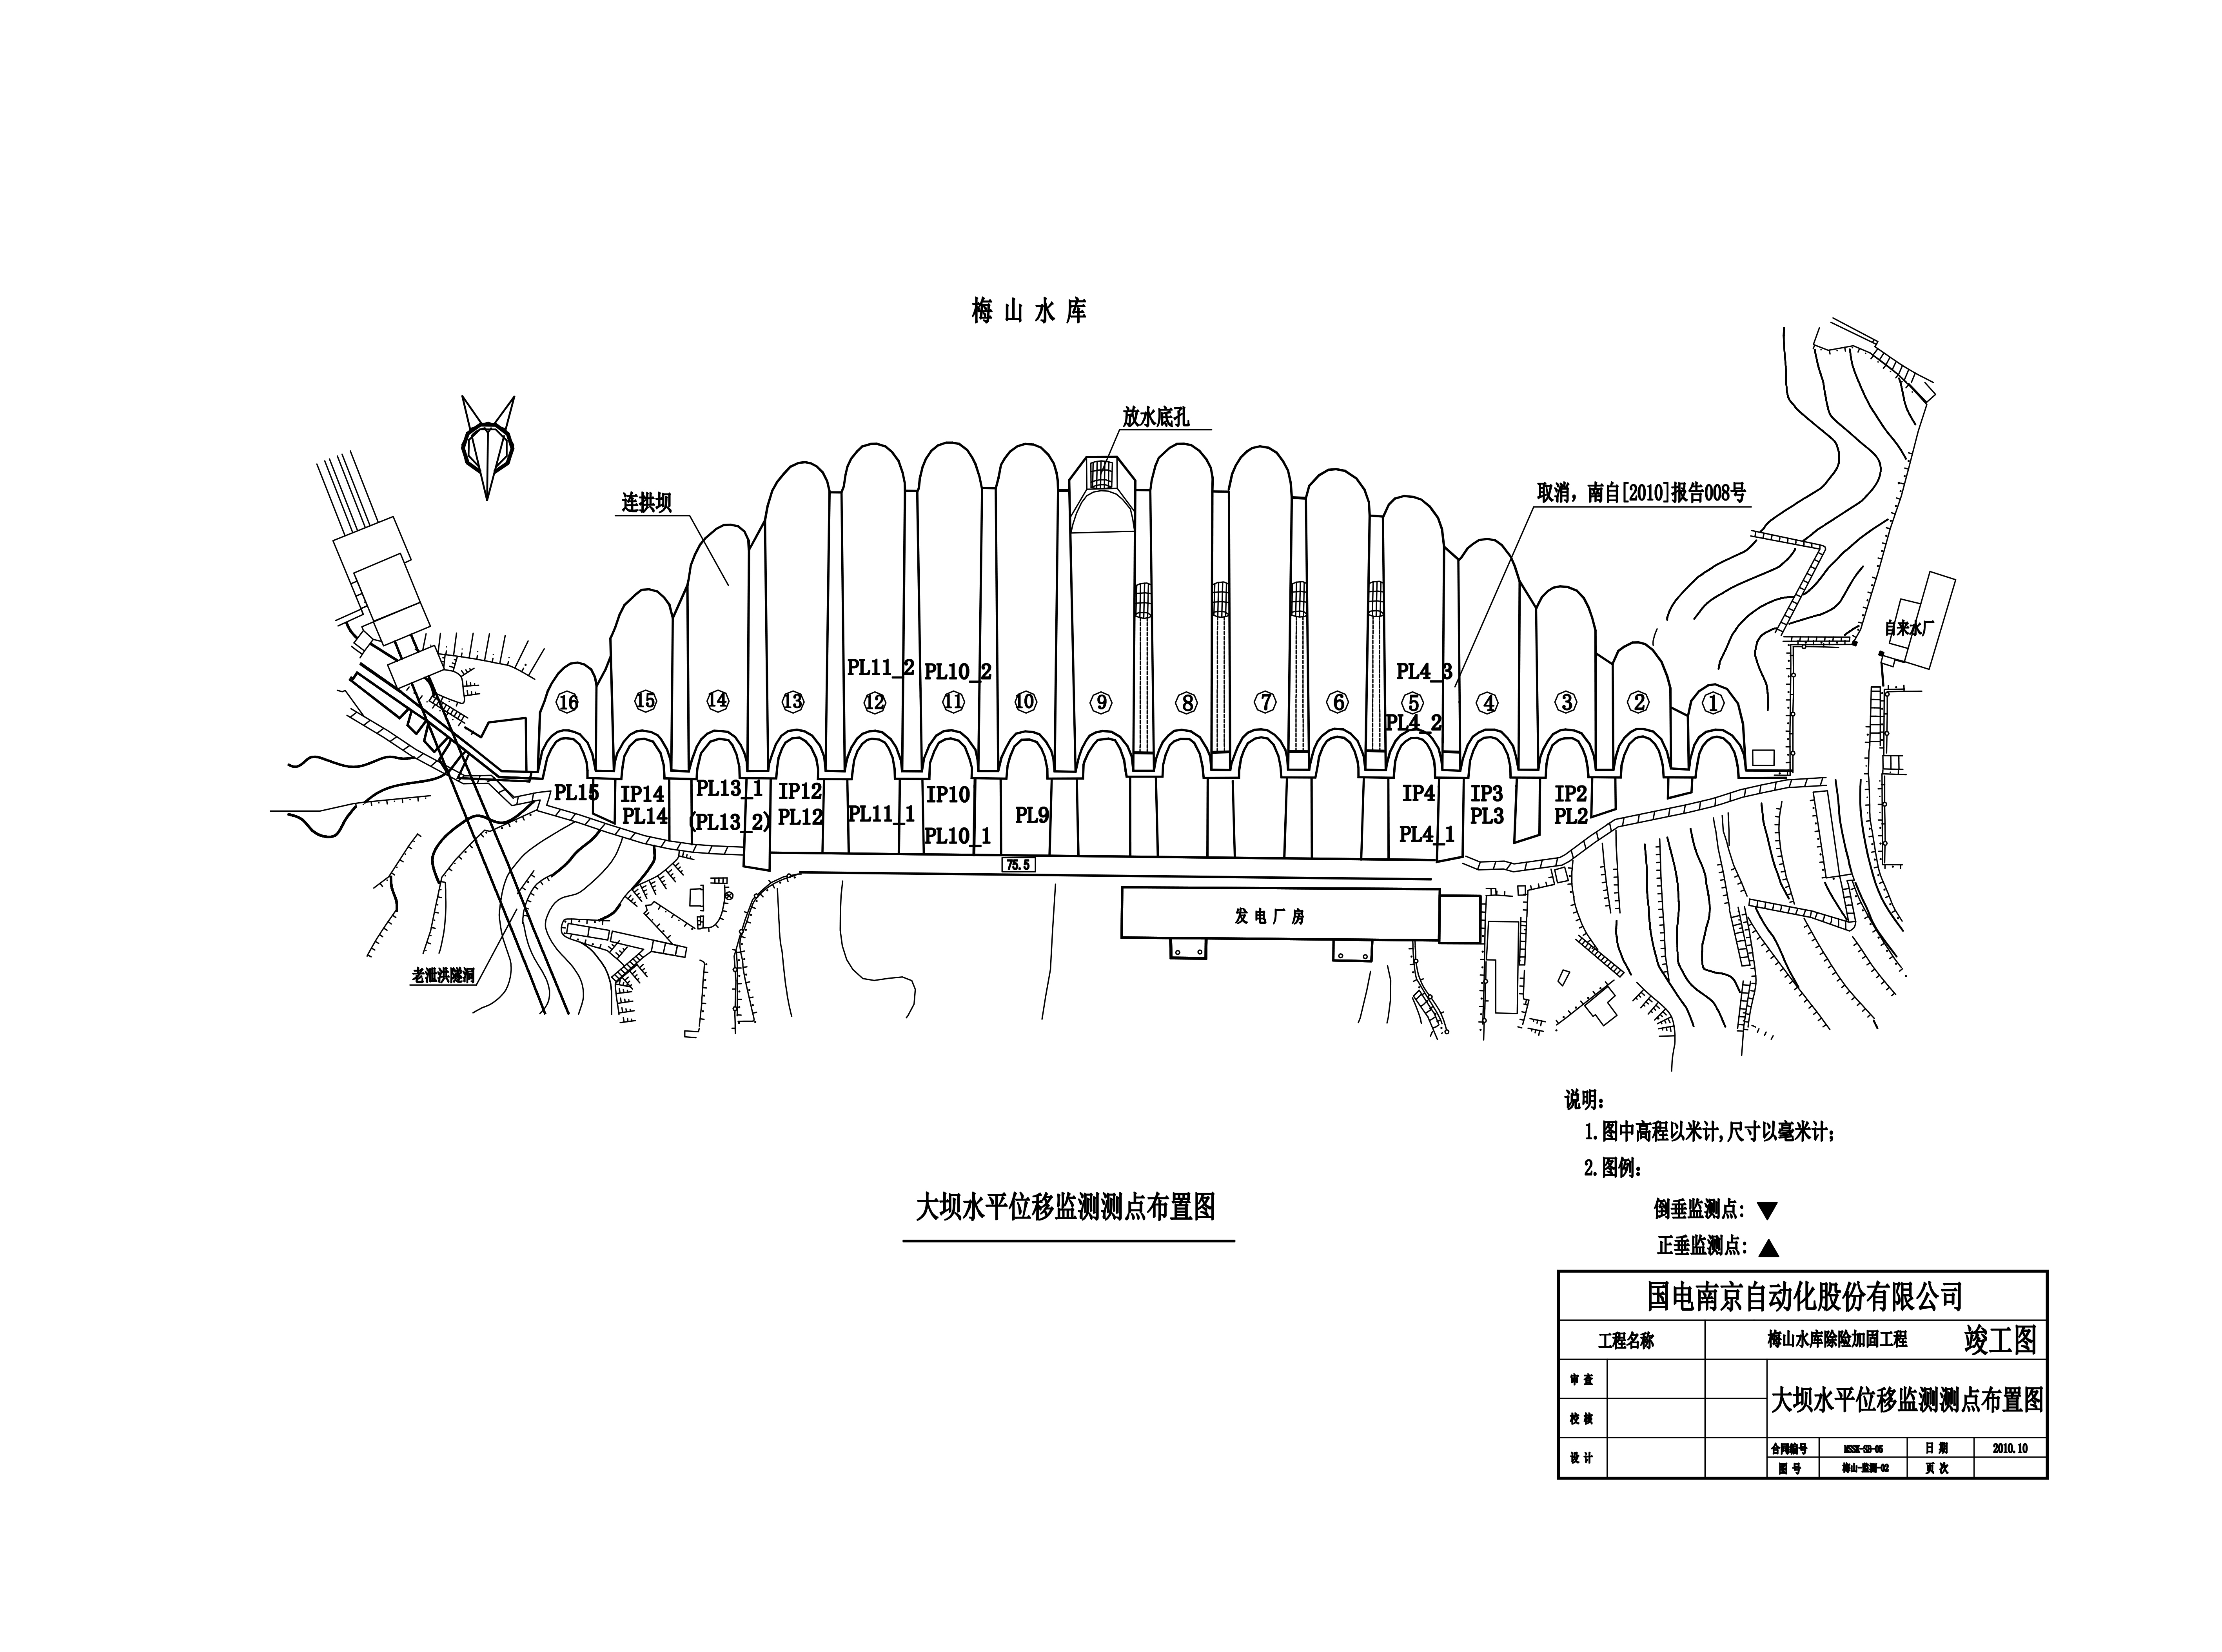 梅山水库
放水底孔
连拱坝
取消，南自[2010]报告008号
自来水厂
PL11_2
PL10_2
PL4_3
16
15
14
13
12
11
10
9
8
7
6
5
4
3
2
1
PL4_2
PL15
IP14
PL14
PL13_1
(PL13_2)
IP12
PL12
PL11_1
IP10
PL10_1
PL9
IP4
PL4_1
IP3
PL3
IP2
PL2
75.5
发电厂房
老泄洪隧洞
说明：
1.图中高程以米计,尺寸以毫米计；
2.图例：
倒垂监测点：
正垂监测点：
大坝水平位移监测测点布置图
国电南京自动化股份有限公司
工程名称
梅山水库除险加固工程
竣工图
审查
校核
设计
大坝水平位移监测测点布置图
合同编号
MSSK-SB-05
日期
2010.10
图号
梅山-监测-02
页次